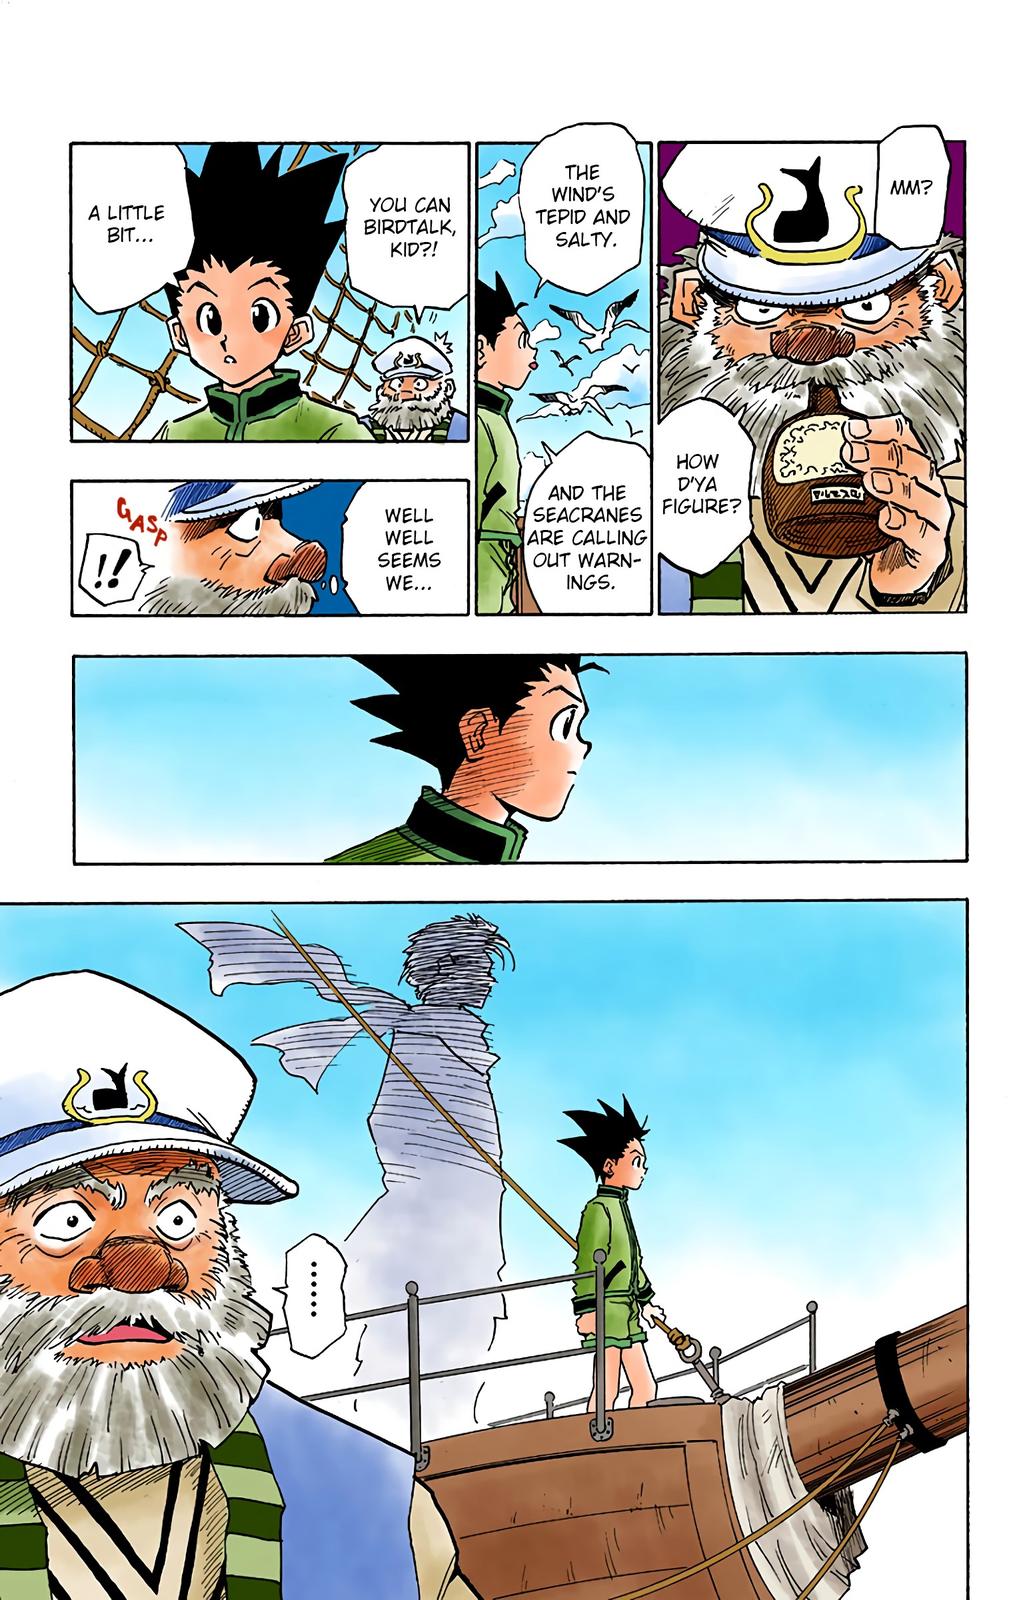 MM?
HOW
D'YA
FIGURE?
THE
WIND'S
TEPID AND
SALTY.
AND THE
SEACRANES
ARE CALLING
OUT WARN-
INGS.
YOU CAN
BIRDTALK,
KID?!
A LITTLE
BIT...
WELL
WELL
SEEMS
WE...
GASP
!!
......